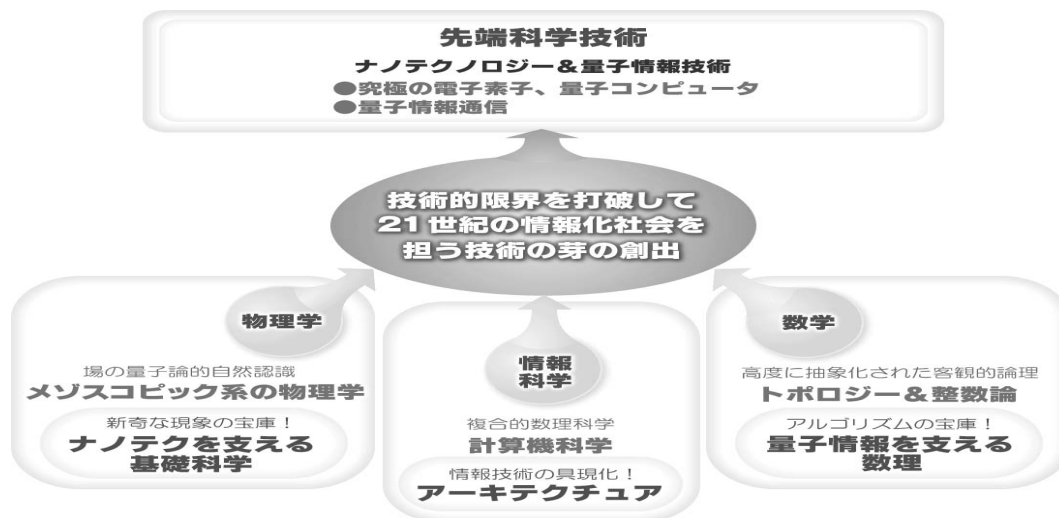 先端科学技術
ナノテクノロジー＆量子情報技術
●究極の電子素子、量子コンピュータ
●量子情報通信
技術的限界を打破して
21世紀の情報化社会を
担う技術の芽の創出
物理学
場の量子論的自然認識
メゾスコピック系の物理学
新奇な現象の宝庫！
ナノテクを支える
基礎科学
情報
科学
複合的数理科学
計算機科学
情報技術の具現化！
アーキテクチュア
数学
高度に抽象化された客観的論理
トポロジー＆整数論
アルゴリズムの宝庫！
量子情報を支える
数理